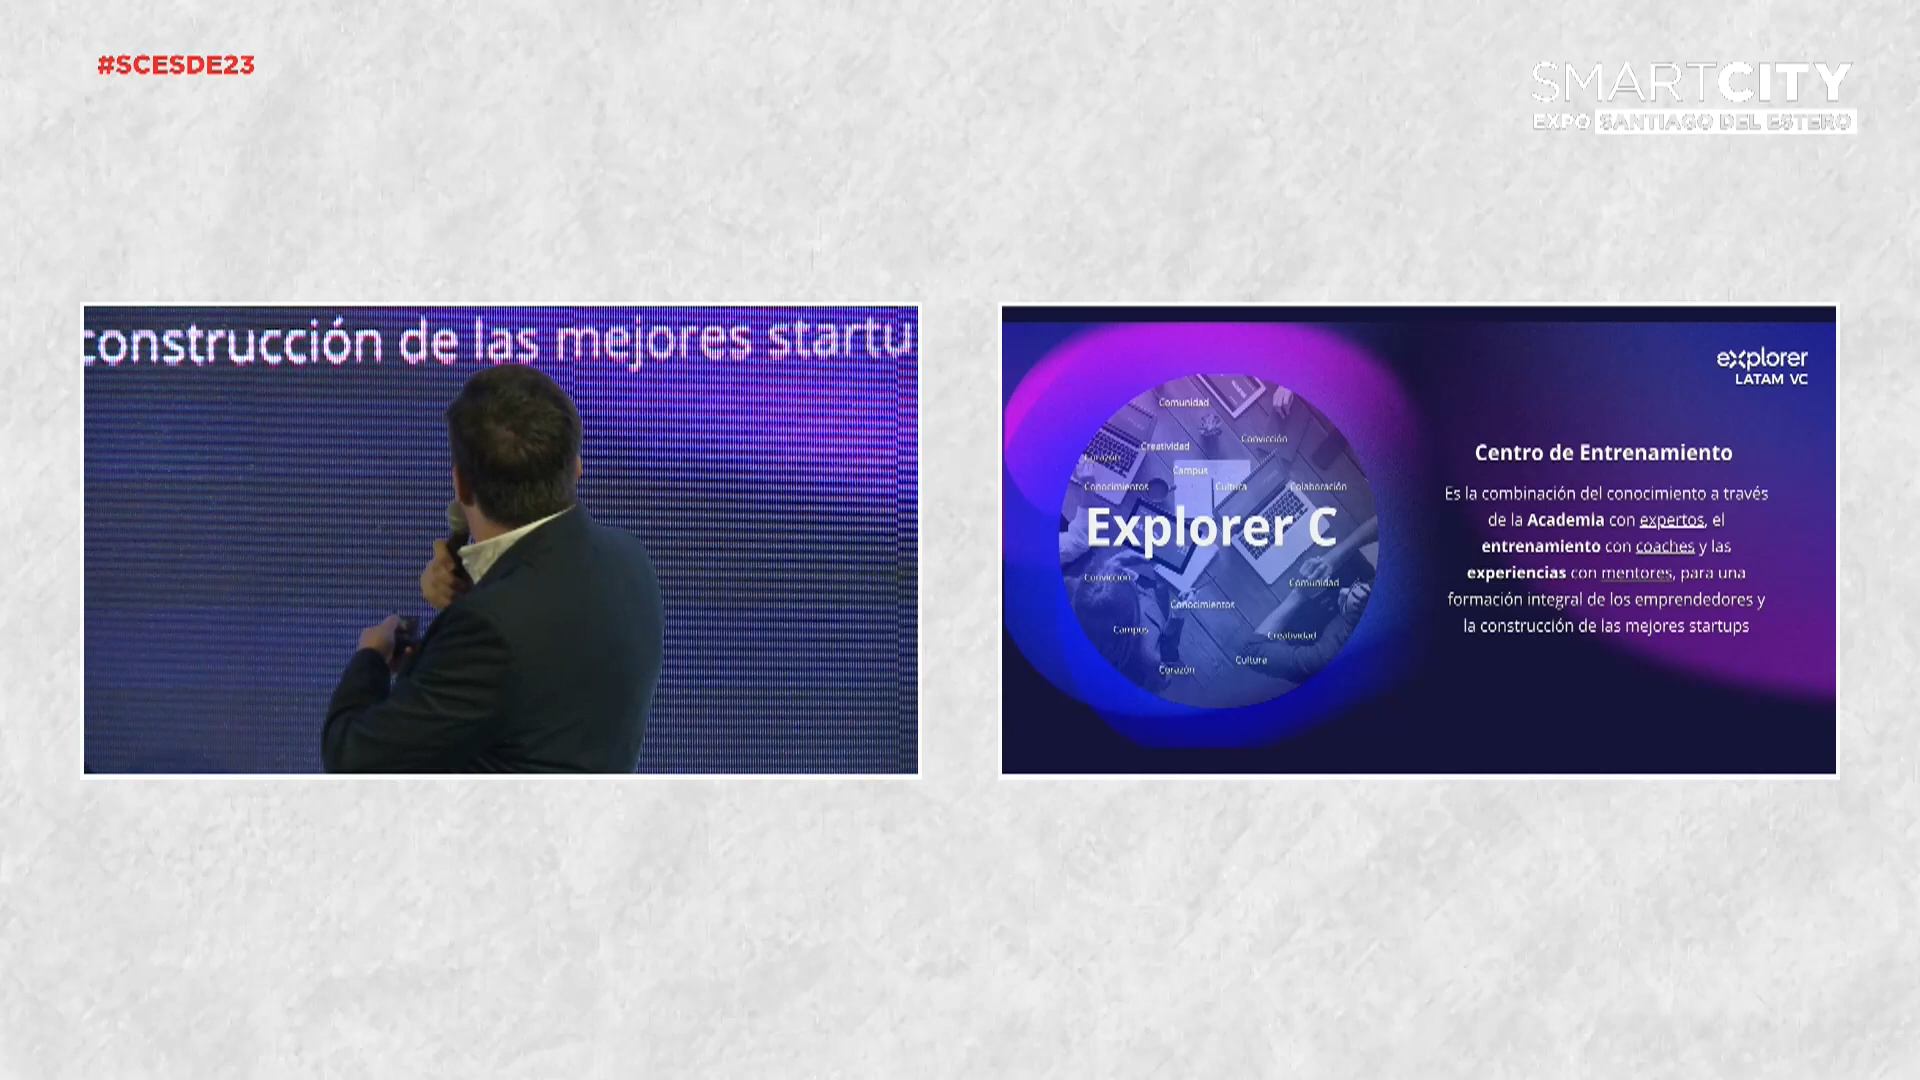 #SCESDE23
SMARTCITY
EXPO SANTIAGO DEL ESTERO
construcción de las mejores startu
explorer
LATAM VC
Comunidad
Convicción
Creatividad
Corazón
Campus
Conocimientos
Cultura
Colaboración
Explorer C
Convicción
Comunidad
Conocimientos
Campus
Creatividad
Cultura
Corazón
Centro de Entrenamiento
Es la combinación del conocimiento a través
de la Academia con expertos, el
entrenamiento con coaches y las
experiencias con mentores, para una
formación integral de los emprendedores y
la construcción de las mejores startups